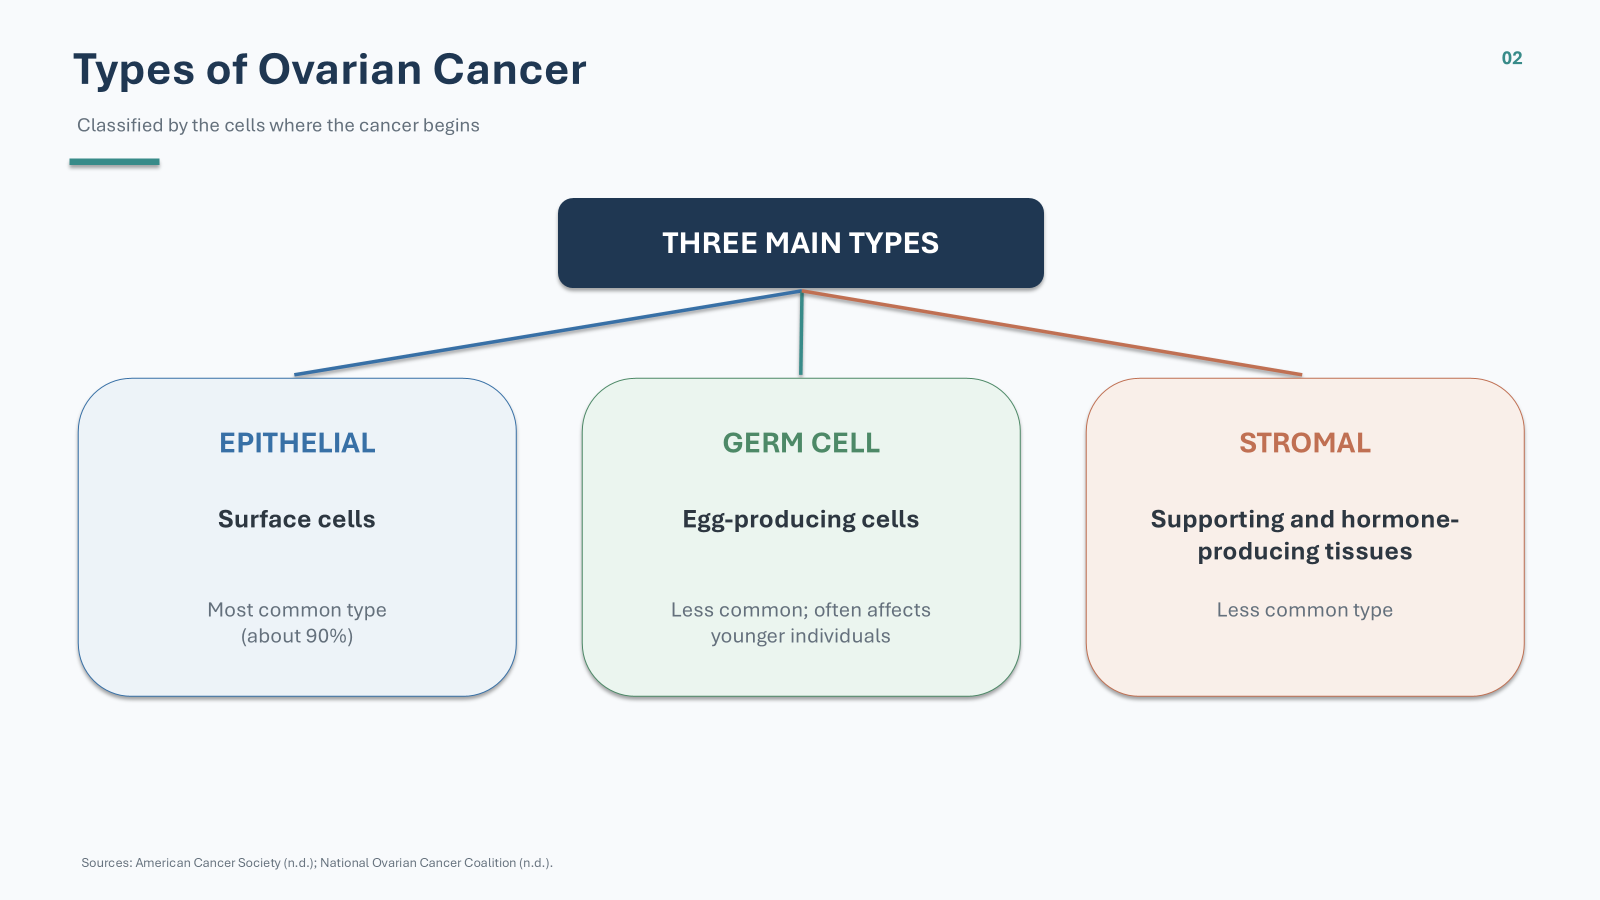 Types of Ovarian Cancer
02
Classified by the cells where the cancer begins
THREE MAIN TYPES
EPITHELIAL
Surface cells
Most common type
(about 90%)
GERM CELL
Egg-producing cells
Less common; often affects
younger individuals
STROMAL
Supporting and hormone-
producing tissues
Less common type
Sources: American Cancer Society (n.d.); National Ovarian Cancer Coalition (n.d.).